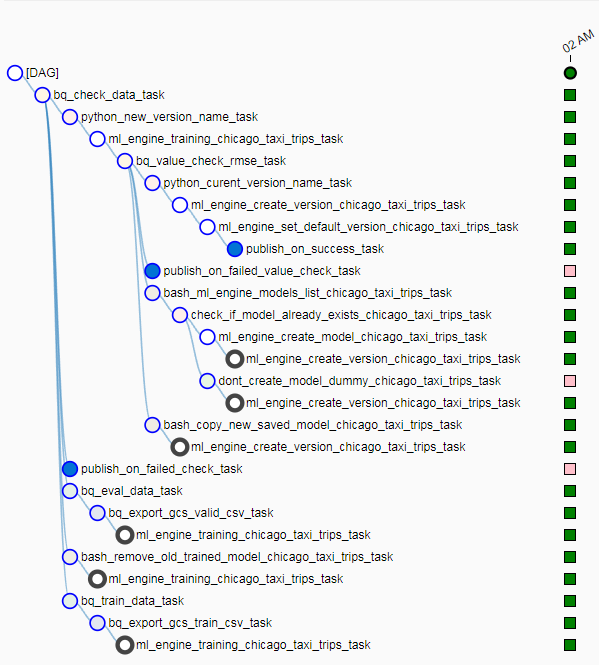 02 AM
[DAG]
bq_check_data_task
python_new_version_name_task
ml_engine_training_chicago_taxi_trips_task
bq_value_check_rmse_task
python_curent_version_name_task
ml_engine_create_version_chicago_taxi_trips_task
ml_engine_set_default_version_chicago_taxi_trips_task
publish_on_success_task
publish_on_failed_value_check_task
bash_ml_engine_models_list_chicago_taxi_trips_task
check_if_model_already_exists_chicago_taxi_trips_task
ml_engine_create_model_chicago_taxi_trips_task
ml_engine_create_version_chicago_taxi_trips_task
dont_create_model_dummy_chicago_taxi_trips_task
ml_engine_create_version_chicago_taxi_trips_task
bash_copy_new_saved_model_chicago_taxi_trips_task
ml_engine_create_version_chicago_taxi_trips_task
publish_on_failed_check_task
bq_eval_data_task
bq_export_gcs_valid_csv_task
ml_engine_training_chicago_taxi_trips_task
bash_remove_old_trained_model_chicago_taxi_trips_task
ml_engine_training_chicago_taxi_trips_task
bq_train_data_task
bq_export_gcs_train_csv_task
ml_engine_training_chicago_taxi_trips_task